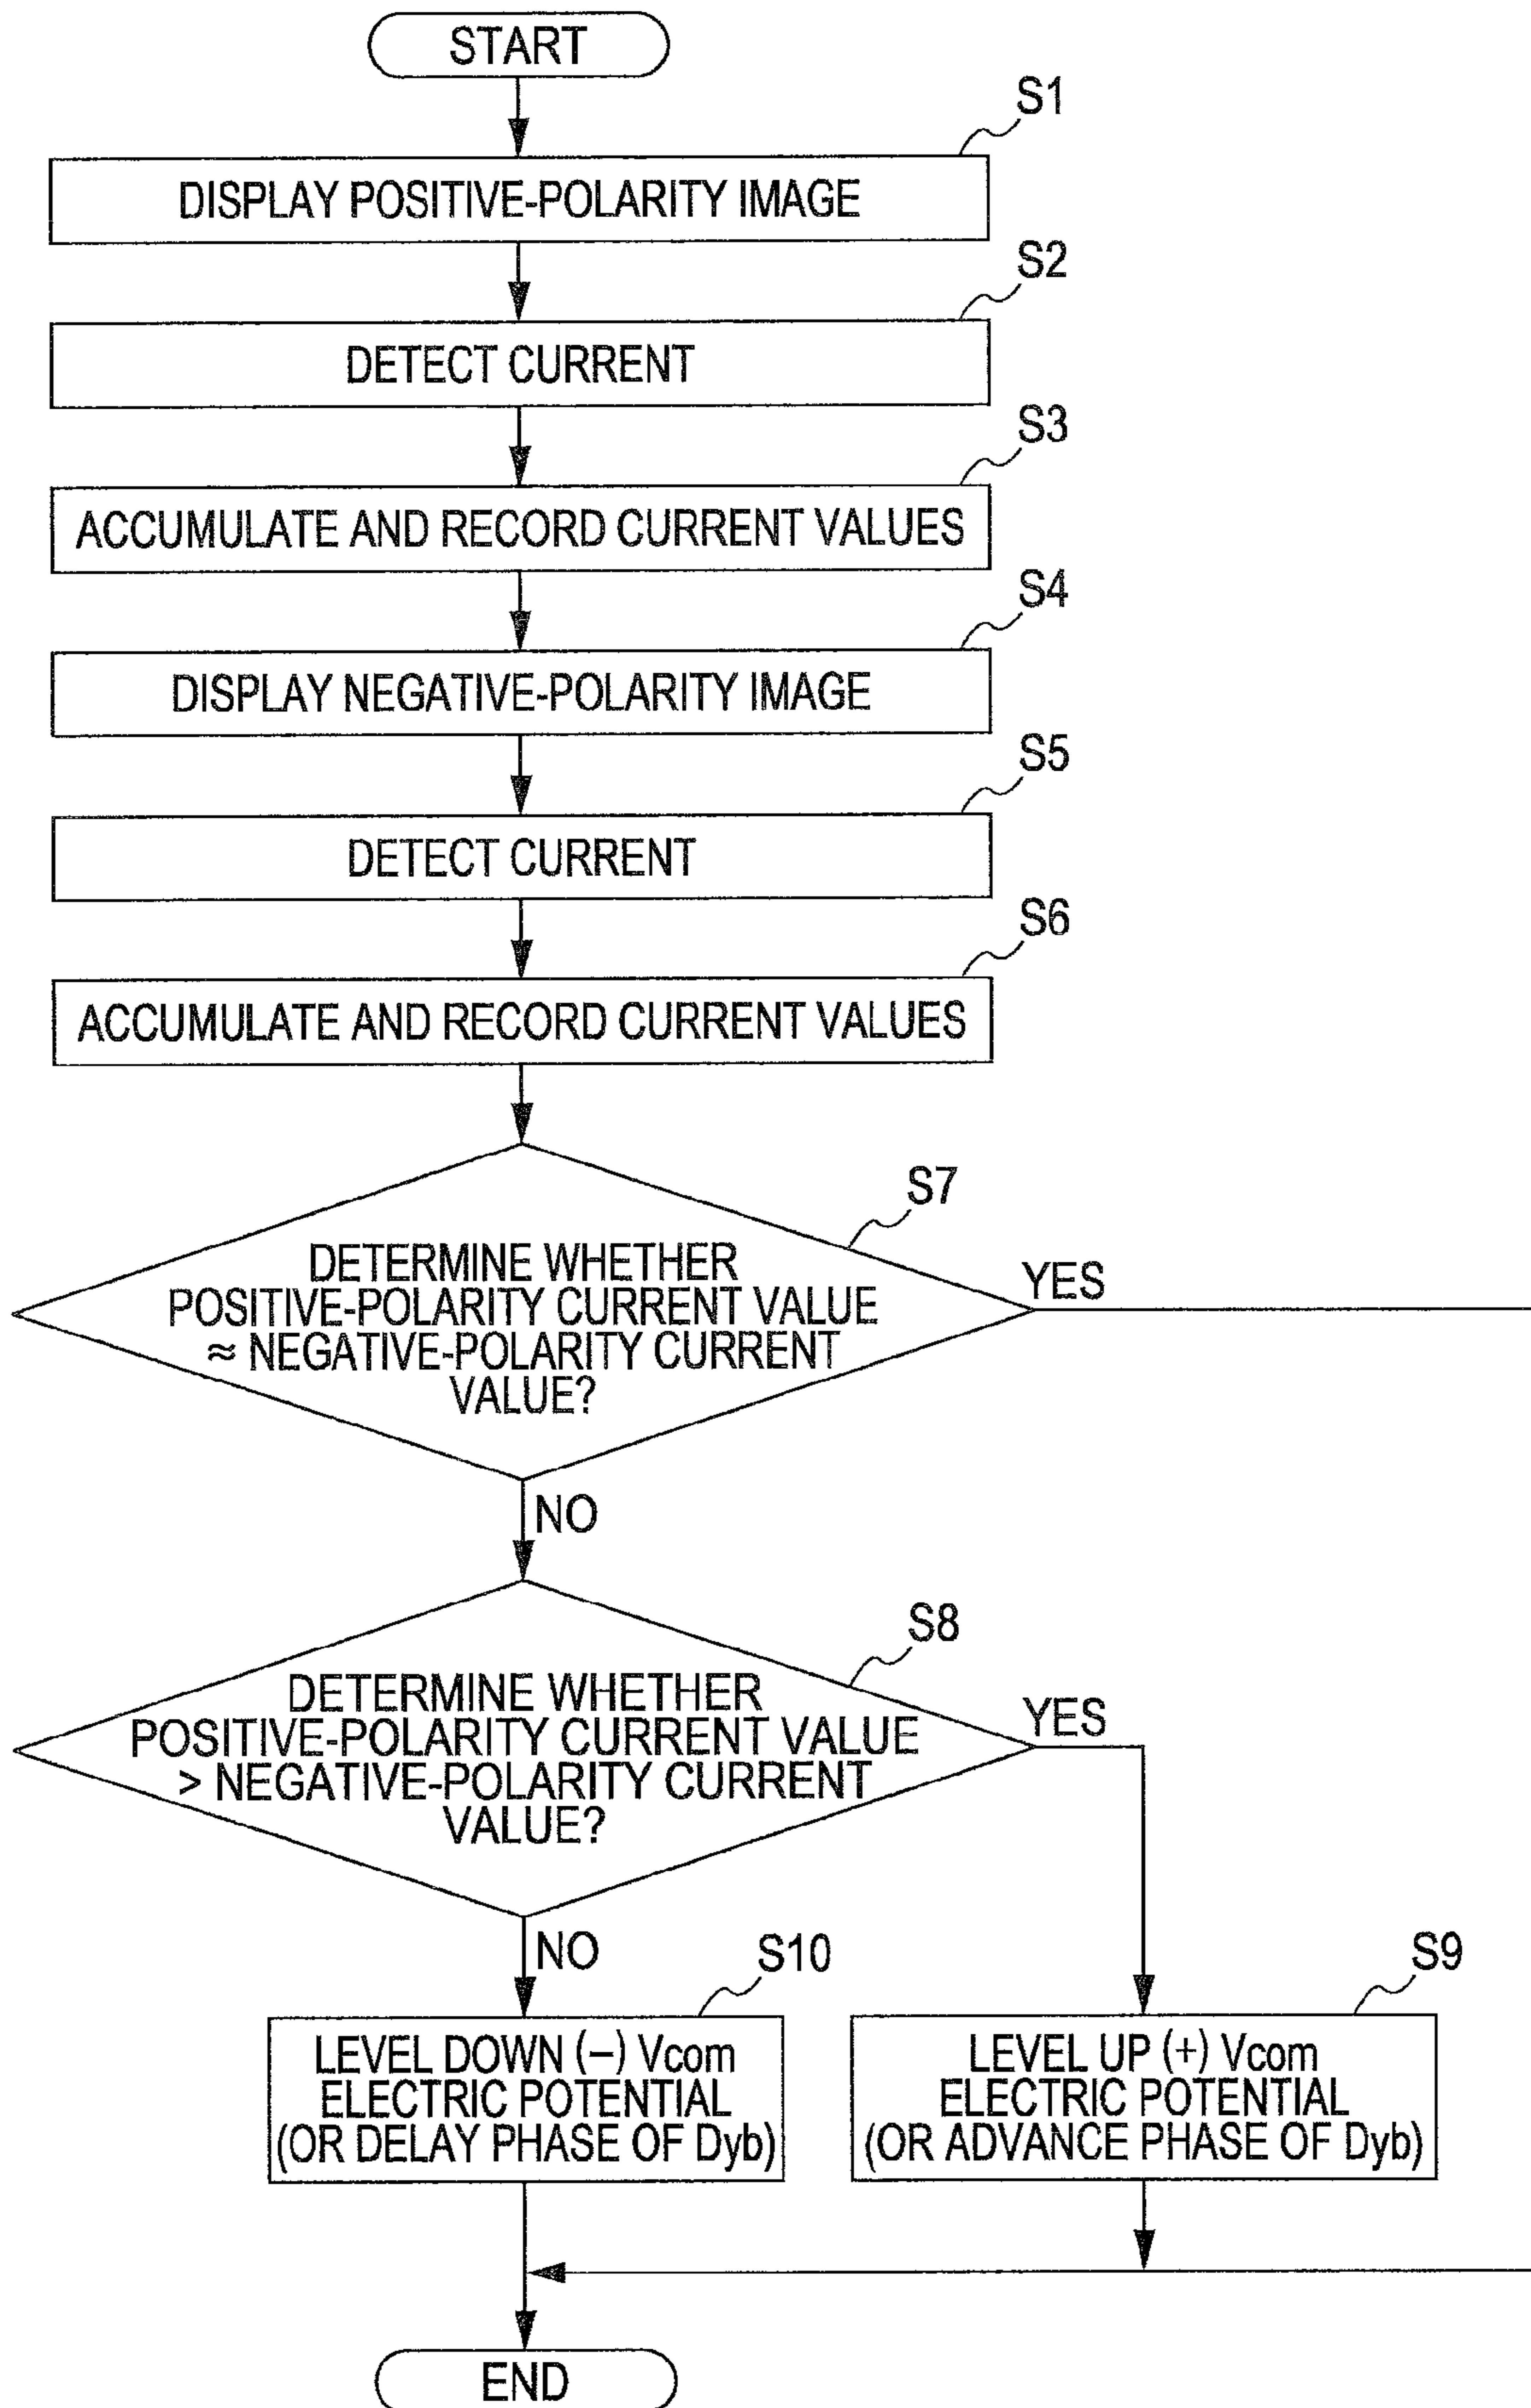 START
S1
DISPLAY POSITIVE-POLARITY IMAGE
S2
DETECT CURRENT
S3
ACCUMULATE AND RECORD CURRENT VALUES
S4
DISPLAY NEGATIVE-POLARITY IMAGE
S5
DETECT CURRENT
S6
ACCUMULATE AND RECORD CURRENT VALUES
S7
DETERMINE WHETHER
POSITIVE-POLARITY CURRENT VALUE
≈ NEGATIVE-POLARITY CURRENT
VALUE?
YES
NO
S8
DETERMINE WHETHER
POSITIVE-POLARITY CURRENT VALUE
> NEGATIVE-POLARITY CURRENT
VALUE?
YES
NO
S10
LEVEL DOWN (–) Vcom
ELECTRIC POTENTIAL
(OR DELAY PHASE OF Dyb)
S9
LEVEL UP (+) Vcom
ELECTRIC POTENTIAL
(OR ADVANCE PHASE OF Dyb)
END